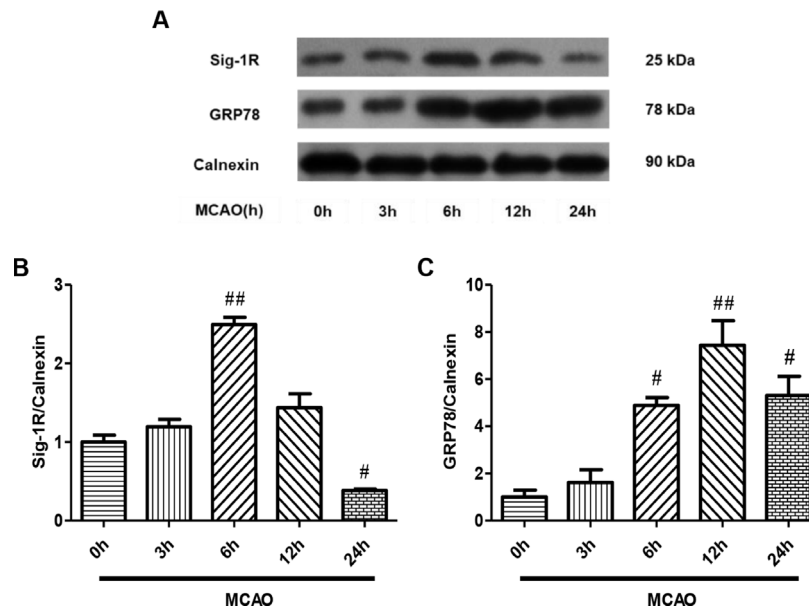 A
Sig-1R 25 kDa
GRP78 78 kDa
Calnexin 90 kDa
MCAO(h) 0h 3h 6h 12h 24h
B
Sig-1R/Calnexin
3
2
1
0
##
#
0h 3h 6h 12h 24h
MCAO
C
GRP78/Calnexin
10
8
6
4
2
0
#
##
#
0h 3h 6h 12h 24h
MCAO